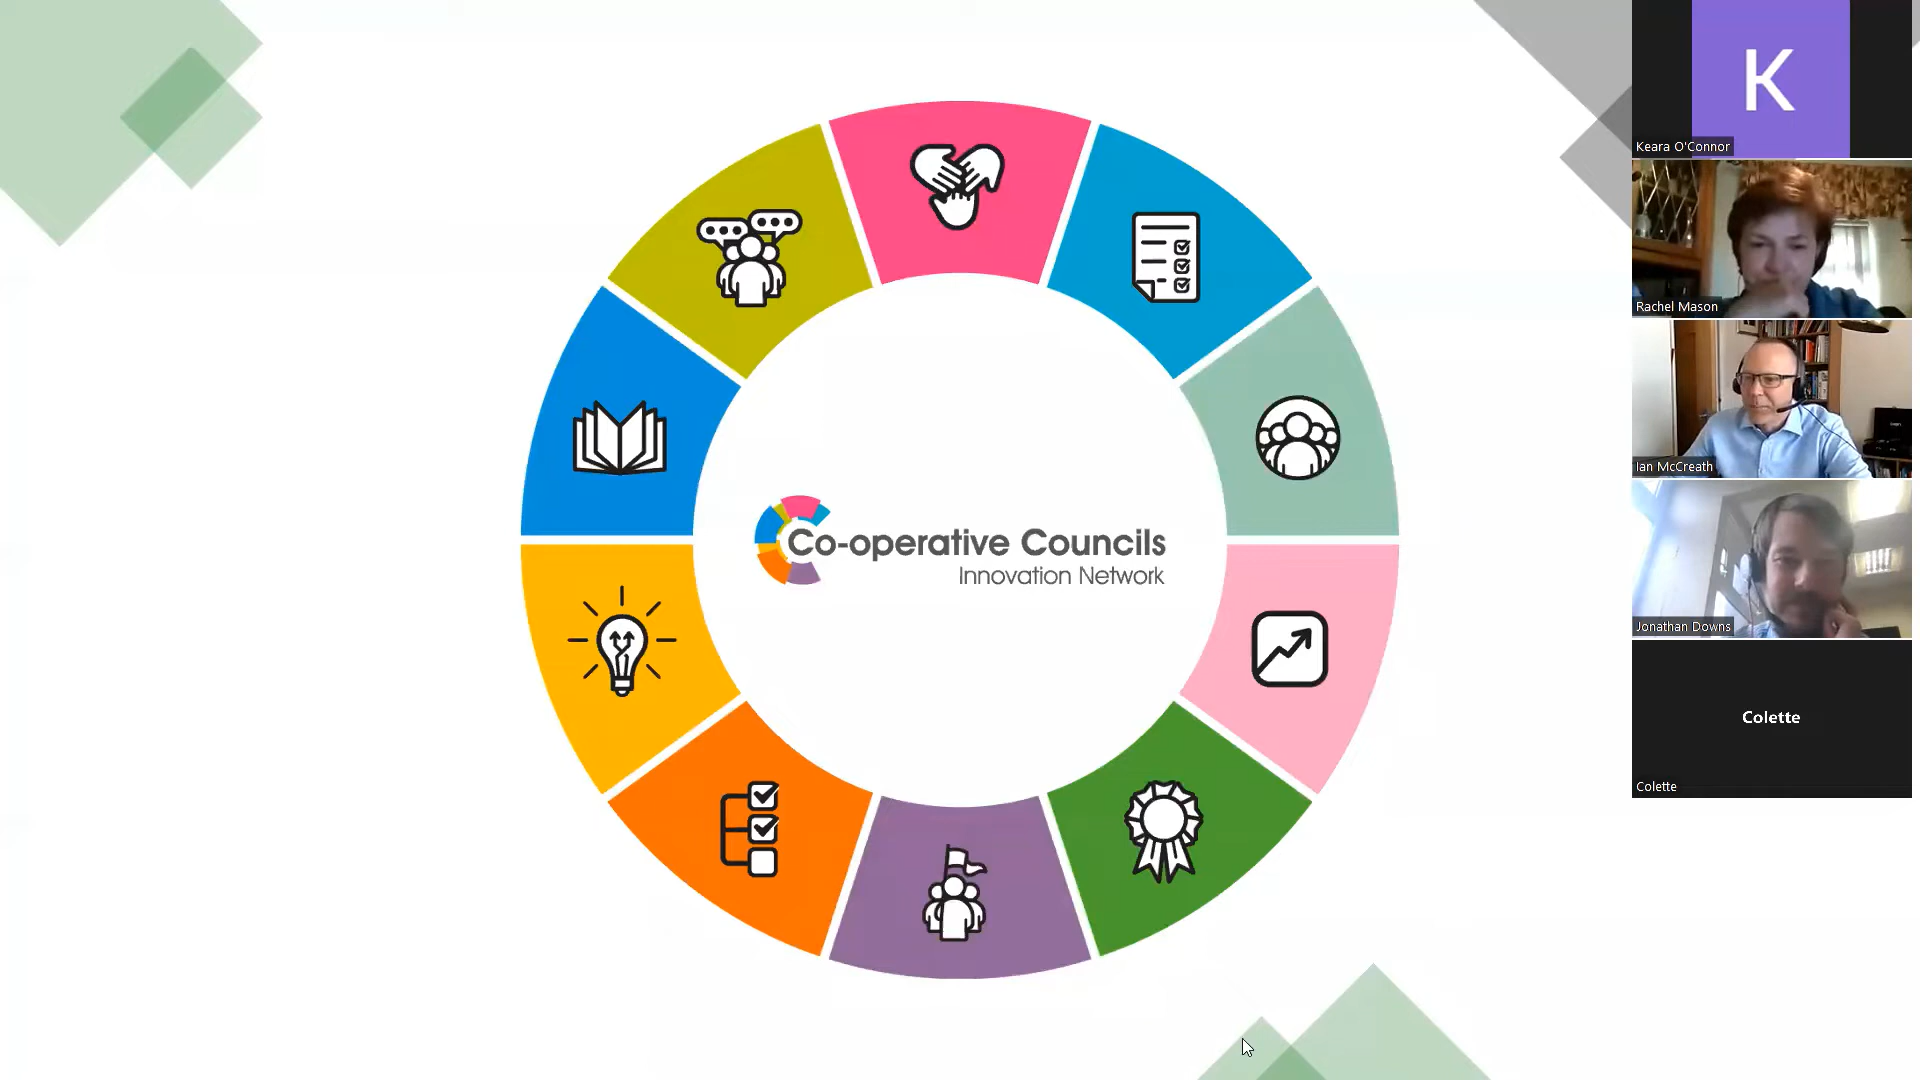 Co-operative Councils
Innovation Network
K
Keara O'Connor
Rachel Mason
Ian McCreath
Jonathan Downs
Colette
Colette